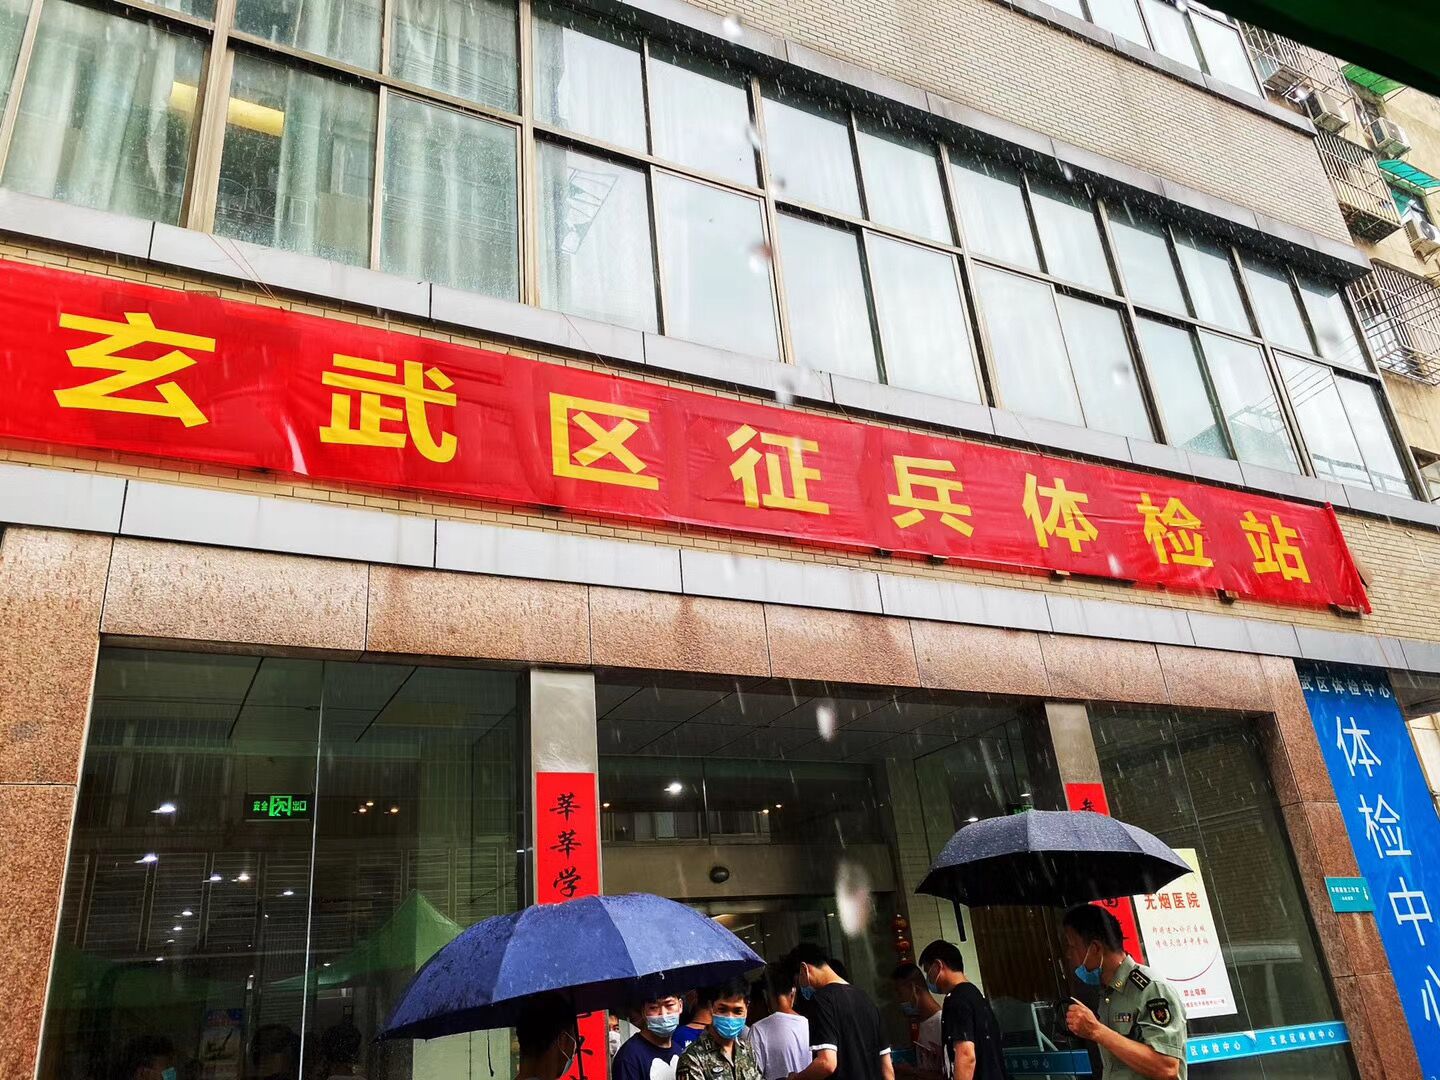 玄武区征兵体检站
武区体检中心
体检中心
安全出口
莘莘学
无烟医院
禁止吸烟
区体检中心
玄武区体检中心